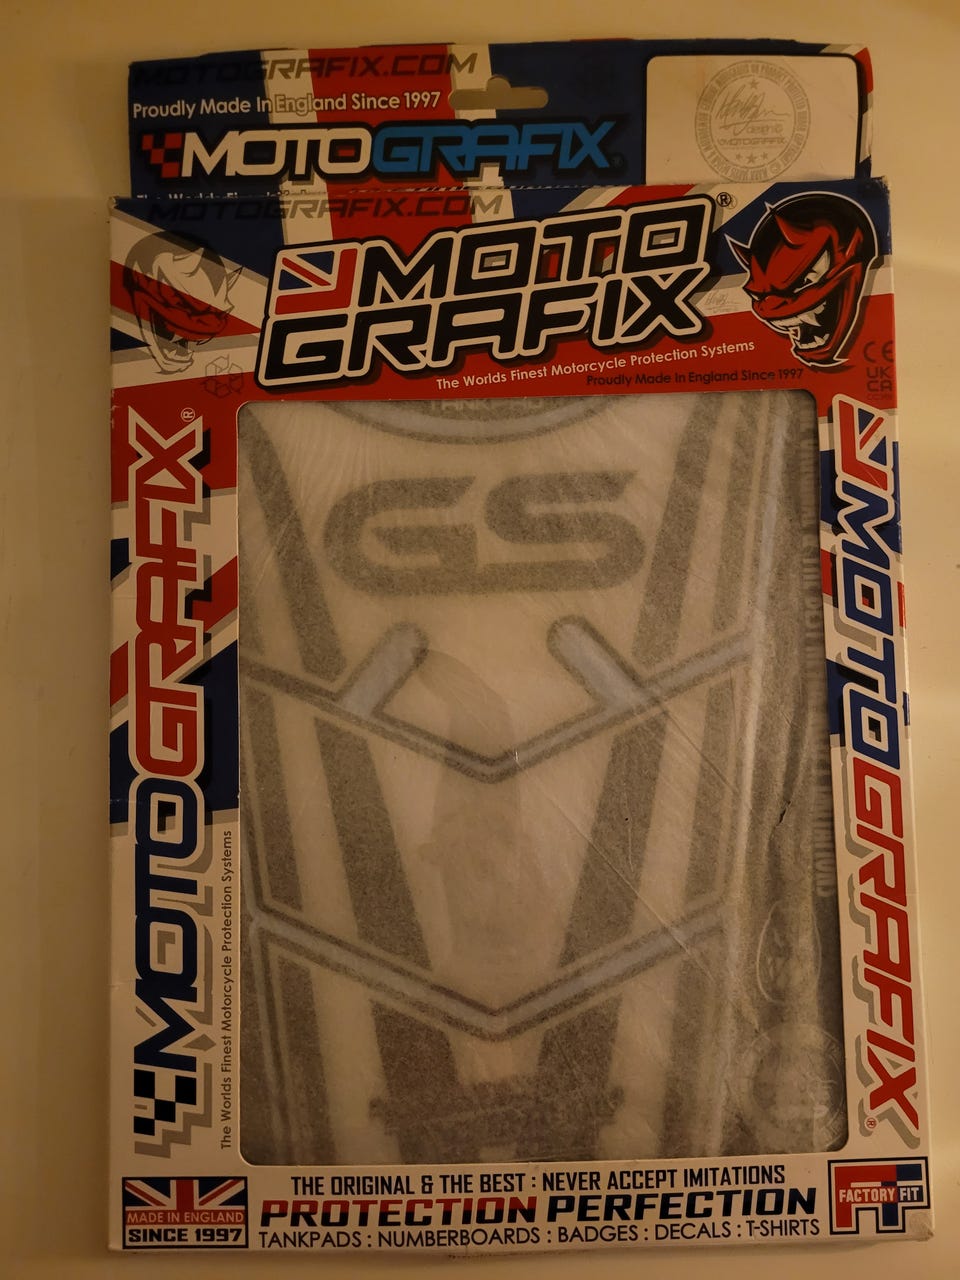 MOTOGRAFIX.COM
Proudly Made In England Since 1997
MOTOGRAFIX
MOTOGRAFIX.COM
MOTO
GRAFIX®
The Worlds Finest Motorcycle Protection Systems
Proudly Made in England Since 1997
CE
UK
CA
MOTOGRAFIX®
The Worlds Finest Motorcycle Protection Systems
TANK
GS
MOTOGRAFIX®
MADE IN ENGLAND
SINCE 1997
THE ORIGINAL & THE BEST : NEVER ACCEPT IMITATIONS
PROTECTION PERFECTION
TANKPADS : NUMBERBOARDS : BADGES : DECALS : T-SHIRTS
FACTORY FIT